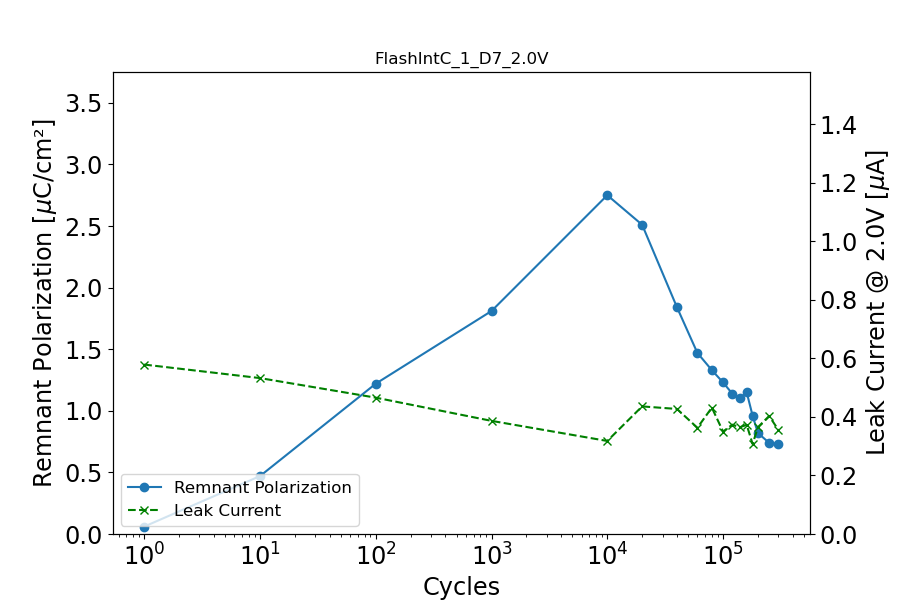 FlashIntC_1_D7_2.0V
Remnant Polarization [μC/cm²]
3.5
3.0
2.5
2.0
1.5
1.0
0.5
0.0
1.4
1.2
1.0
0.8
0.6
0.4
0.2
0.0
Leak Current @ 2.0V [μA]
Remnant Polarization
Leak Current
10⁰ 10¹ 10² 10³ 10⁴ 10⁵
Cycles